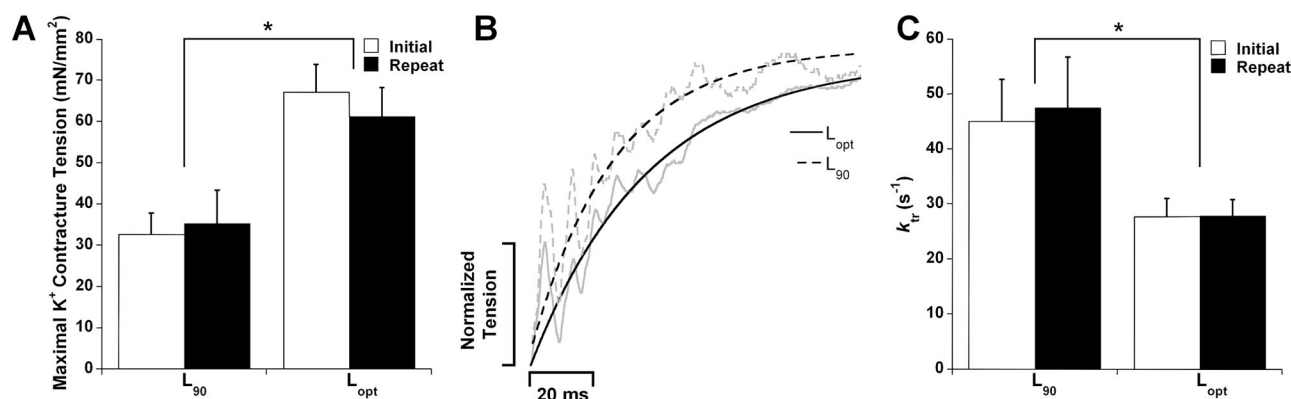 A
Maximal K+ Contracture Tension (mN/mm2)
80
70
60
50
40
30
20
10
0
*
Initial
Repeat
L90
Lopt
B
Normalized
Tension
20 ms
Lopt
L90
C
ktr (s-1)
60
50
40
30
20
10
0
*
Initial
Repeat
L90
Lopt